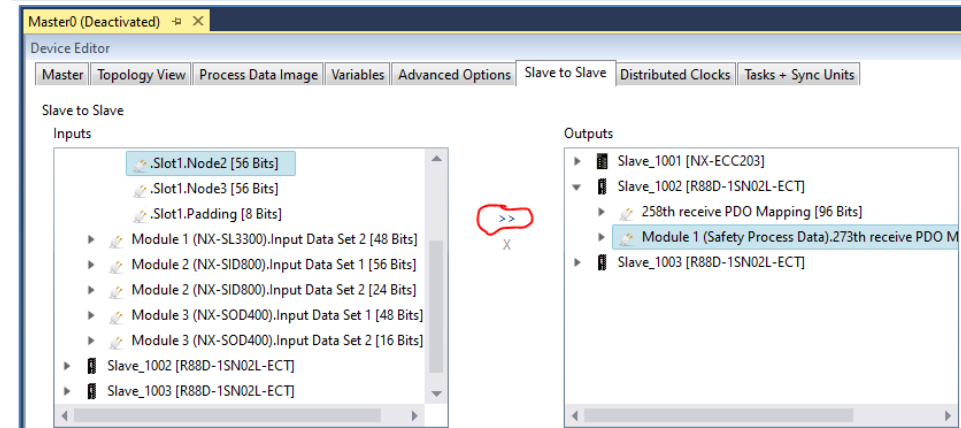 Master0 (Deactivated)
Device Editor
Master Topology View Process Data Image Variables Advanced Options Slave to Slave Distributed Clocks Tasks + Sync Units
Slave to Slave
Inputs
.Slot1.Node2 [56 Bits]
.Slot1.Node3 [56 Bits]
.Slot1.Padding [8 Bits]
Module 1 (NX-SL3300).Input Data Set 2 [48 Bits]
Module 2 (NX-SID800).Input Data Set 1 [56 Bits]
Module 2 (NX-SID800).Input Data Set 2 [24 Bits]
Module 3 (NX-SOD400).Input Data Set 1 [48 Bits]
Module 3 (NX-SOD400).Input Data Set 2 [16 Bits]
Slave_1002 [R88D-1SN02L-ECT]
Slave_1003 [R88D-1SN02L-ECT]
>>
X
Outputs
Slave_1001 [NX-ECC203]
Slave_1002 [R88D-1SN02L-ECT]
258th receive PDO Mapping [96 Bits]
Module 1 (Safety Process Data).273th receive PDO M
Slave_1003 [R88D-1SN02L-ECT]